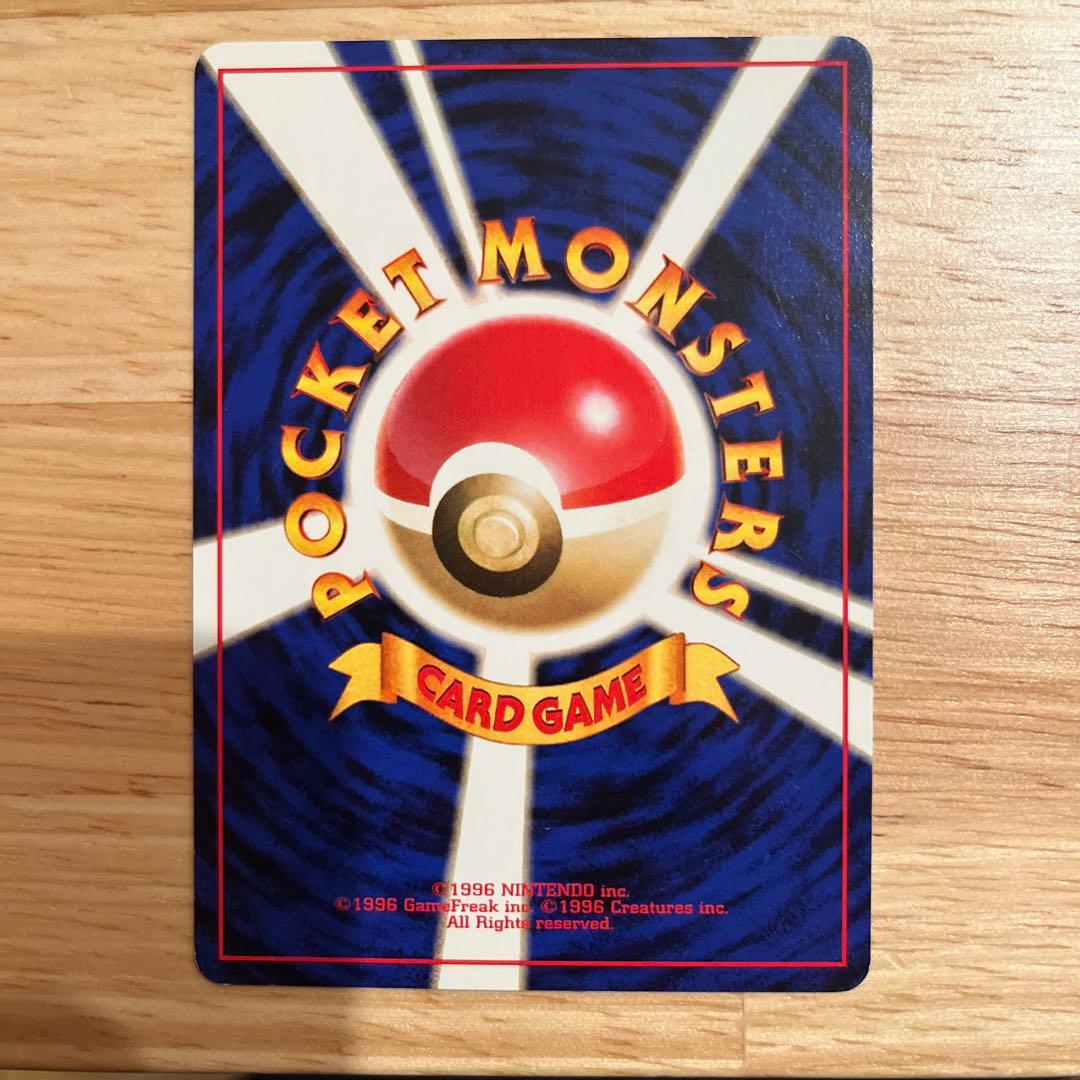 POCKET MONSTERS
CARD GAME
©1996 NINTENDO inc.
©1996 GameFreak inc. ©1996 Creatures inc.
All Rights reserved.